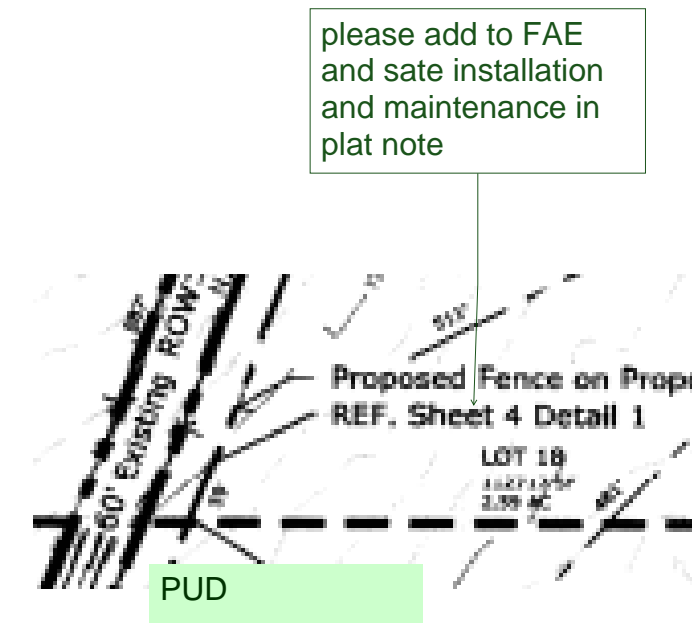 please add to FAE
and sate installation
and maintenance in
plat note
60' Existing ROW
Proposed Fence on Prop
REF. Sheet 4 Detail 1
LOT 18
PUD